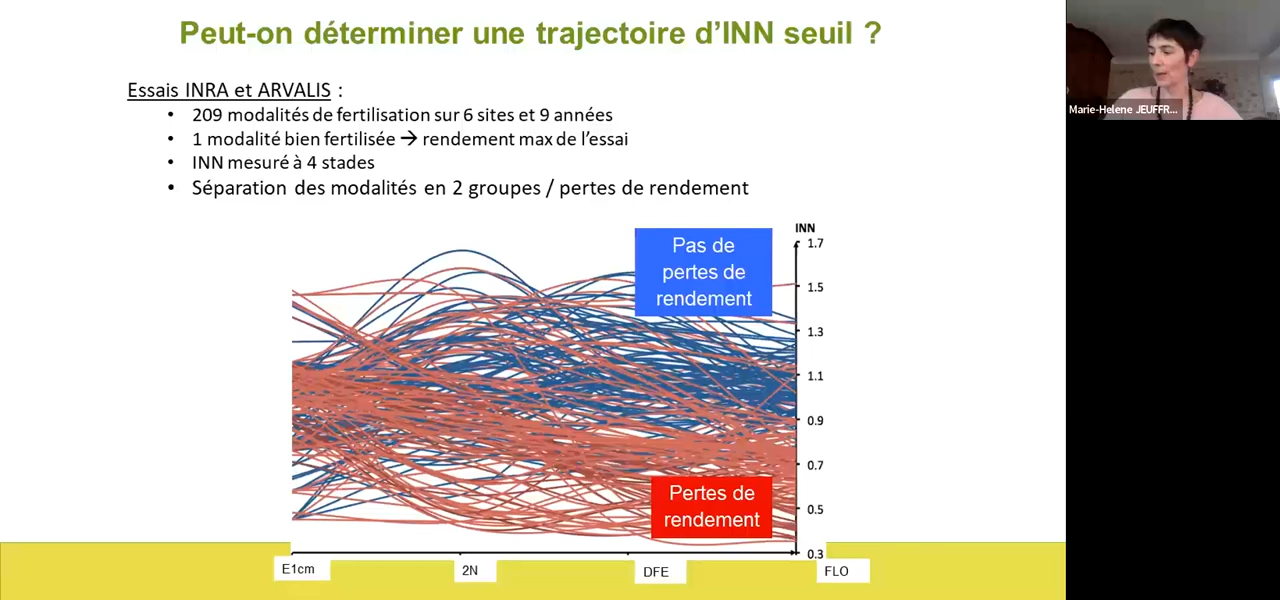 Peut-on déterminer une trajectoire d'INN seuil ?
Essais INRA et ARVALIS :
• 209 modalités de fertilisation sur 6 sites et 9 années
• 1 modalité bien fertilisée → rendement max de l'essai
• INN mesuré à 4 stades
• Séparation des modalités en 2 groupes / pertes de rendement
INN
1.7
1.5
1.3
1.1
0.9
0.7
0.5
0.3
Pas de
pertes de
rendement
Pertes de
rendement
E1cm
2N
DFE
FLO
Marie-Helene JEUFFR...